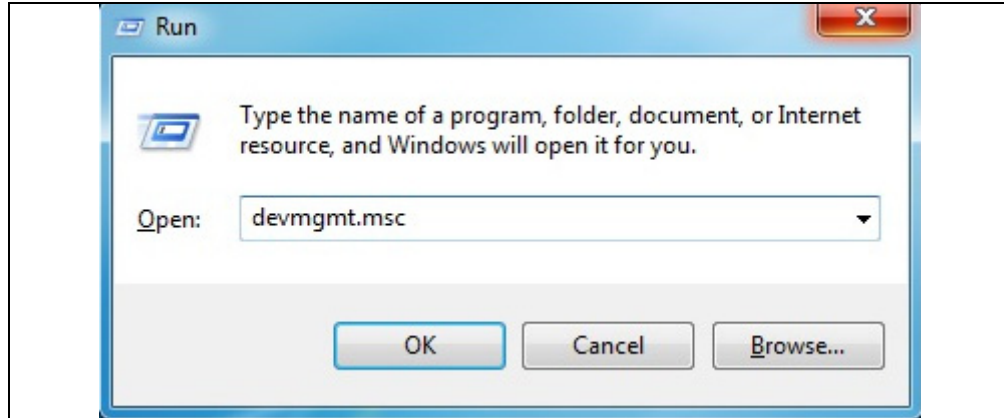 Run
Type the name of a program, folder, document, or Internet
resource, and Windows will open it for you.
Open: devmgmt.msc
OK Cancel Browse...